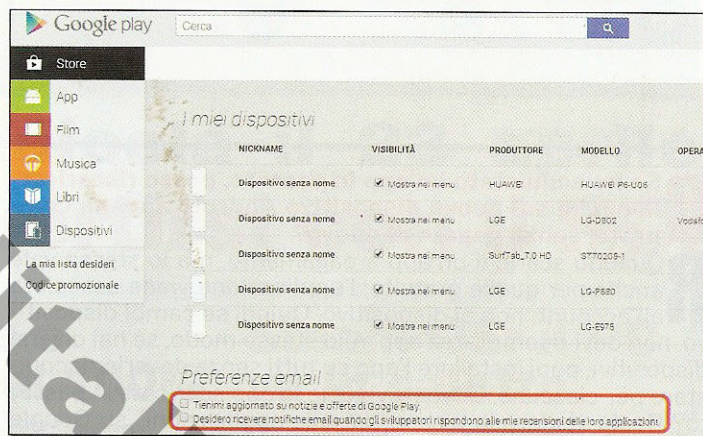 Google play Cerca
Store
App
Film
Musica
Libri
Dispositivi
La mia lista desideri
Codice promozionale
I miei dispositivi
NICKNAME VISIBILITÀ PRODUTTORE MODELLO OPERA
Dispositivo senza nome Mostra nei menu HUAWEI HUAWEI P6-U06
Dispositivo senza nome Mostra nei menu LGE LG-D802 Vodafo
Dispositivo senza nome Mostra nei menu SurfTab_7.0 HD ST70208-1
Dispositivo senza nome Mostra nei menu LGE LG-P880
Dispositivo senza nome Mostra nei menu LGE LG-E975
Preferenze email
Tienimi aggiornato su notizie e offerte di Google Play.
Desidero ricevere notifiche email quando gli sviluppatori rispondono alle mie recensioni delle loro applicazioni